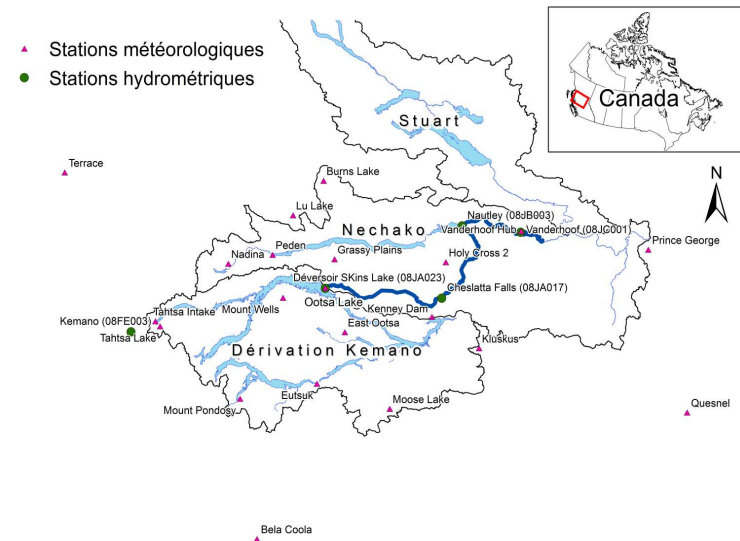 Stations météorologiques
Stations hydrométriques
Canada
N
Stuart
Terrace
Burns Lake
Lu Lake
Nechako
Nautley (08JB003)
Vanderhoof Hub
Vanderhoof (08JC001)
Prince George
Peden
Nadina
Grassy Plains
Holy Cross 2
Déversoir SKins Lake (08JA023)
Cheslatta Falls (08JA017)
Ootsa Lake
Tahtsa Intake
Mount Wells
Kenney Dam
Kemano (08FE003)
Tahtsa Lake
East Ootsa
Kluskus
Dérivation Kemano
Eutsuk
Mount Pondosy
Moose Lake
Quesnel
Bela Coola